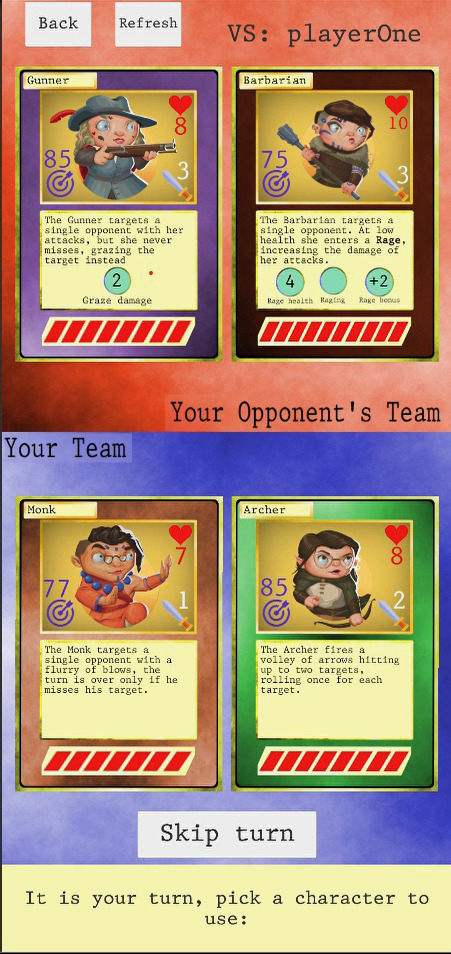 Back
Refresh
VS: playerOne
Gunner
8
85
3
The Gunner targets a
single opponent with her
attacks, but she never
misses, grazing the
target instead
2
Graze damage
Barbarian
10
75
3
The Barbarian targets a
single opponent. At low
health she enters a Rage,
increasing the damage of
her attacks.
4
+2
Rage health
Raging
Rage bonus
Your Opponent's Team
Your Team
Monk
7
77
1
The Monk targets a
single opponent with a
flurry of blows, the
turn is over only if he
misses his target.
Archer
8
85
2
The Archer fires a
volley of arrows hitting
up to two targets,
rolling once for each
target.
Skip turn
It is your turn, pick a character to
use: